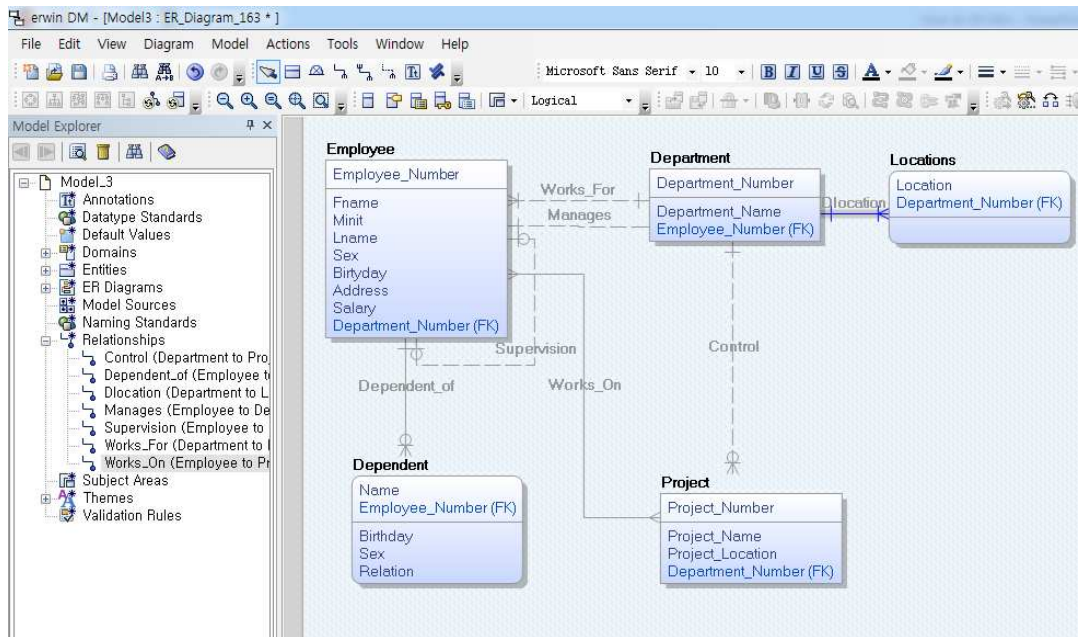 erwin DM - [Model3 : ER_Diagram_163 * ]
File Edit View Diagram Model Actions Tools Window Help
Microsoft Sans Serif 10 B I U S A
Logical
Model Explorer
Model_3
Annotations
Datatype Standards
Default Values
Domains
Entities
ER Diagrams
Model Sources
Naming Standards
Relationships
Control (Department to Proj
Dependent_of (Employee to
Dlocation (Department to L
Manages (Employee to De
Supervision (Employee to
Works_For (Department to
Works_On (Employee to Pr
Subject Areas
Themes
Validation Rules
Employee
Employee_Number
Fname
Minit
Lname
Sex
Birtyday
Address
Salary
Department_Number (FK)
Works_For
Manages
Supervision
Dependent_of
Works_On
Department
Department_Number
Department_Name
Employee_Number (FK)
Dlocation
Locations
Location
Department_Number (FK)
Control
Dependent
Name
Employee_Number (FK)
Birthday
Sex
Relation
Project
Project_Number
Project_Name
Project_Location
Department_Number (FK)